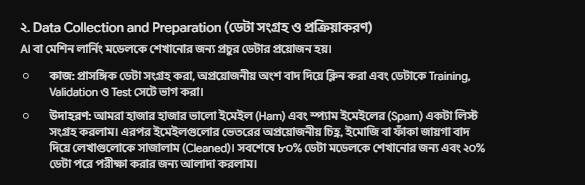 ২. Data Collection and Preparation (ডেটা সংগ্রহ ও প্রক্রিয়াকরণ)
AI বা মেশিন লার্নিং মডেলকে শেখানোর জন্য প্রচুর ডেটার প্রয়োজন হয়।
○ কাজ: প্রাসঙ্গিক ডেটা সংগ্রহ করা, অপ্রয়োজনীয় অংশ বাদ দিয়ে ক্লিন করা এবং ডেটাকে Training,
Validation ও Test সেটে ভাগ করা।
○ উদাহরণ: আমরা হাজার হাজার ভালো ইমেইল (Ham) এবং স্প্যাম ইমেইলের (Spam) একটা লিস্ট
সংগ্রহ করলাম। এরপর ইমেইলগুলোর ভেতরের অপ্রয়োজনীয় চিহ্ন, ইমোজি বা ফাঁকা জায়গা বাদ
দিয়ে লেখাগুলোকে সাজালাম (Cleaned)। সবশেষে ৮০% ডেটা মডেলকে শেখানোর জন্য এবং ২০%
ডেটা পরে পরীক্ষা করার জন্য আলাদা করলাম।